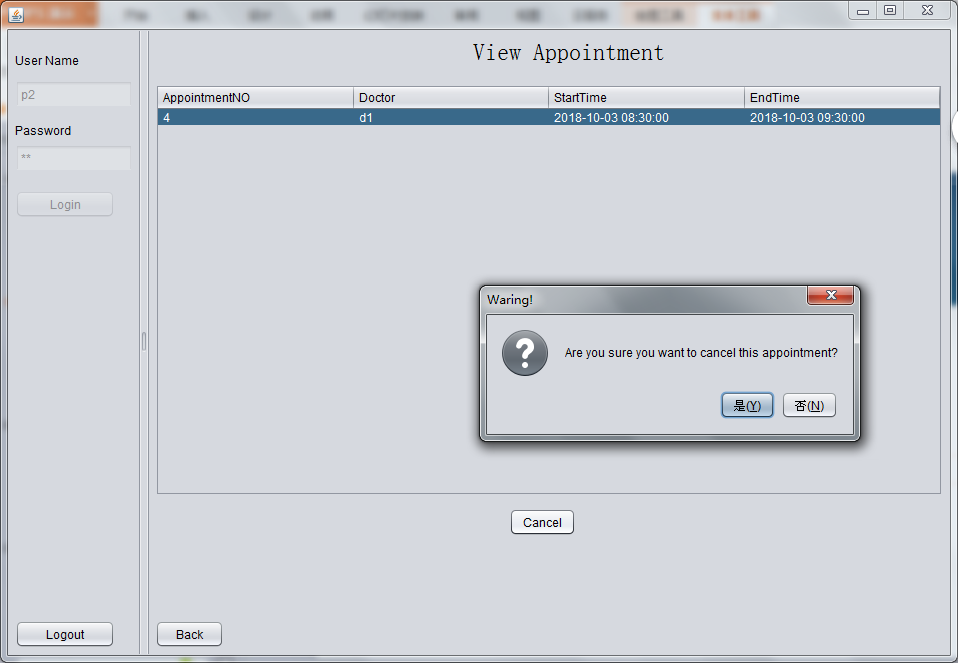 View Appointment
User Name
p2
Password
**
Login
AppointmentNO Doctor StartTime EndTime
4 d1 2018-10-03 08:30:00 2018-10-03 09:30:00
Waring!
Are you sure you want to cancel this appointment?
是(Y) 否(N)
Cancel
Logout
Back